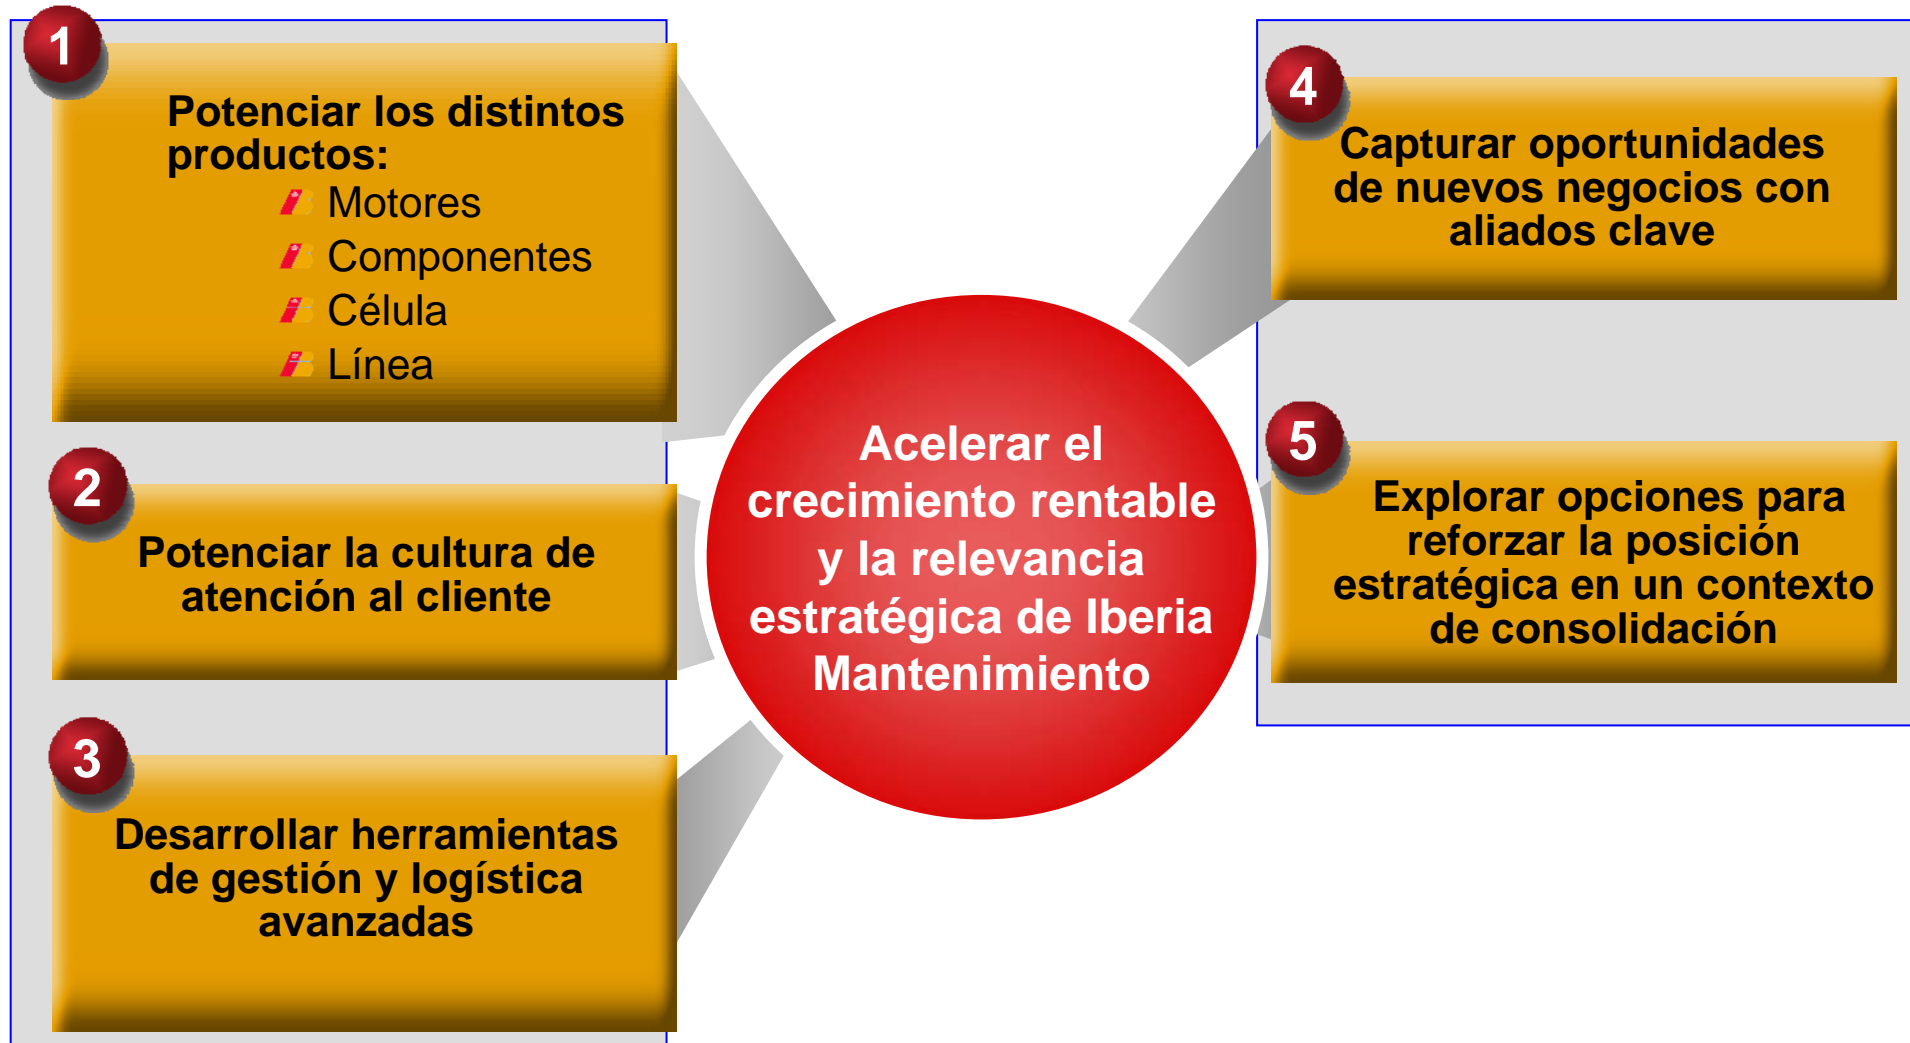 1
Potenciar los distintos
productos:
Motores
Componentes
Célula
Línea
2
Potenciar la cultura de
atención al cliente
3
Desarrollar herramientas
de gestión y logística
avanzadas
Acelerar el
crecimiento rentable
y la relevancia
estratégica de Iberia
Mantenimiento
4
Capturar oportunidades
de nuevos negocios con
aliados clave
5
Explorar opciones para
reforzar la posición
estratégica en un contexto
de consolidación